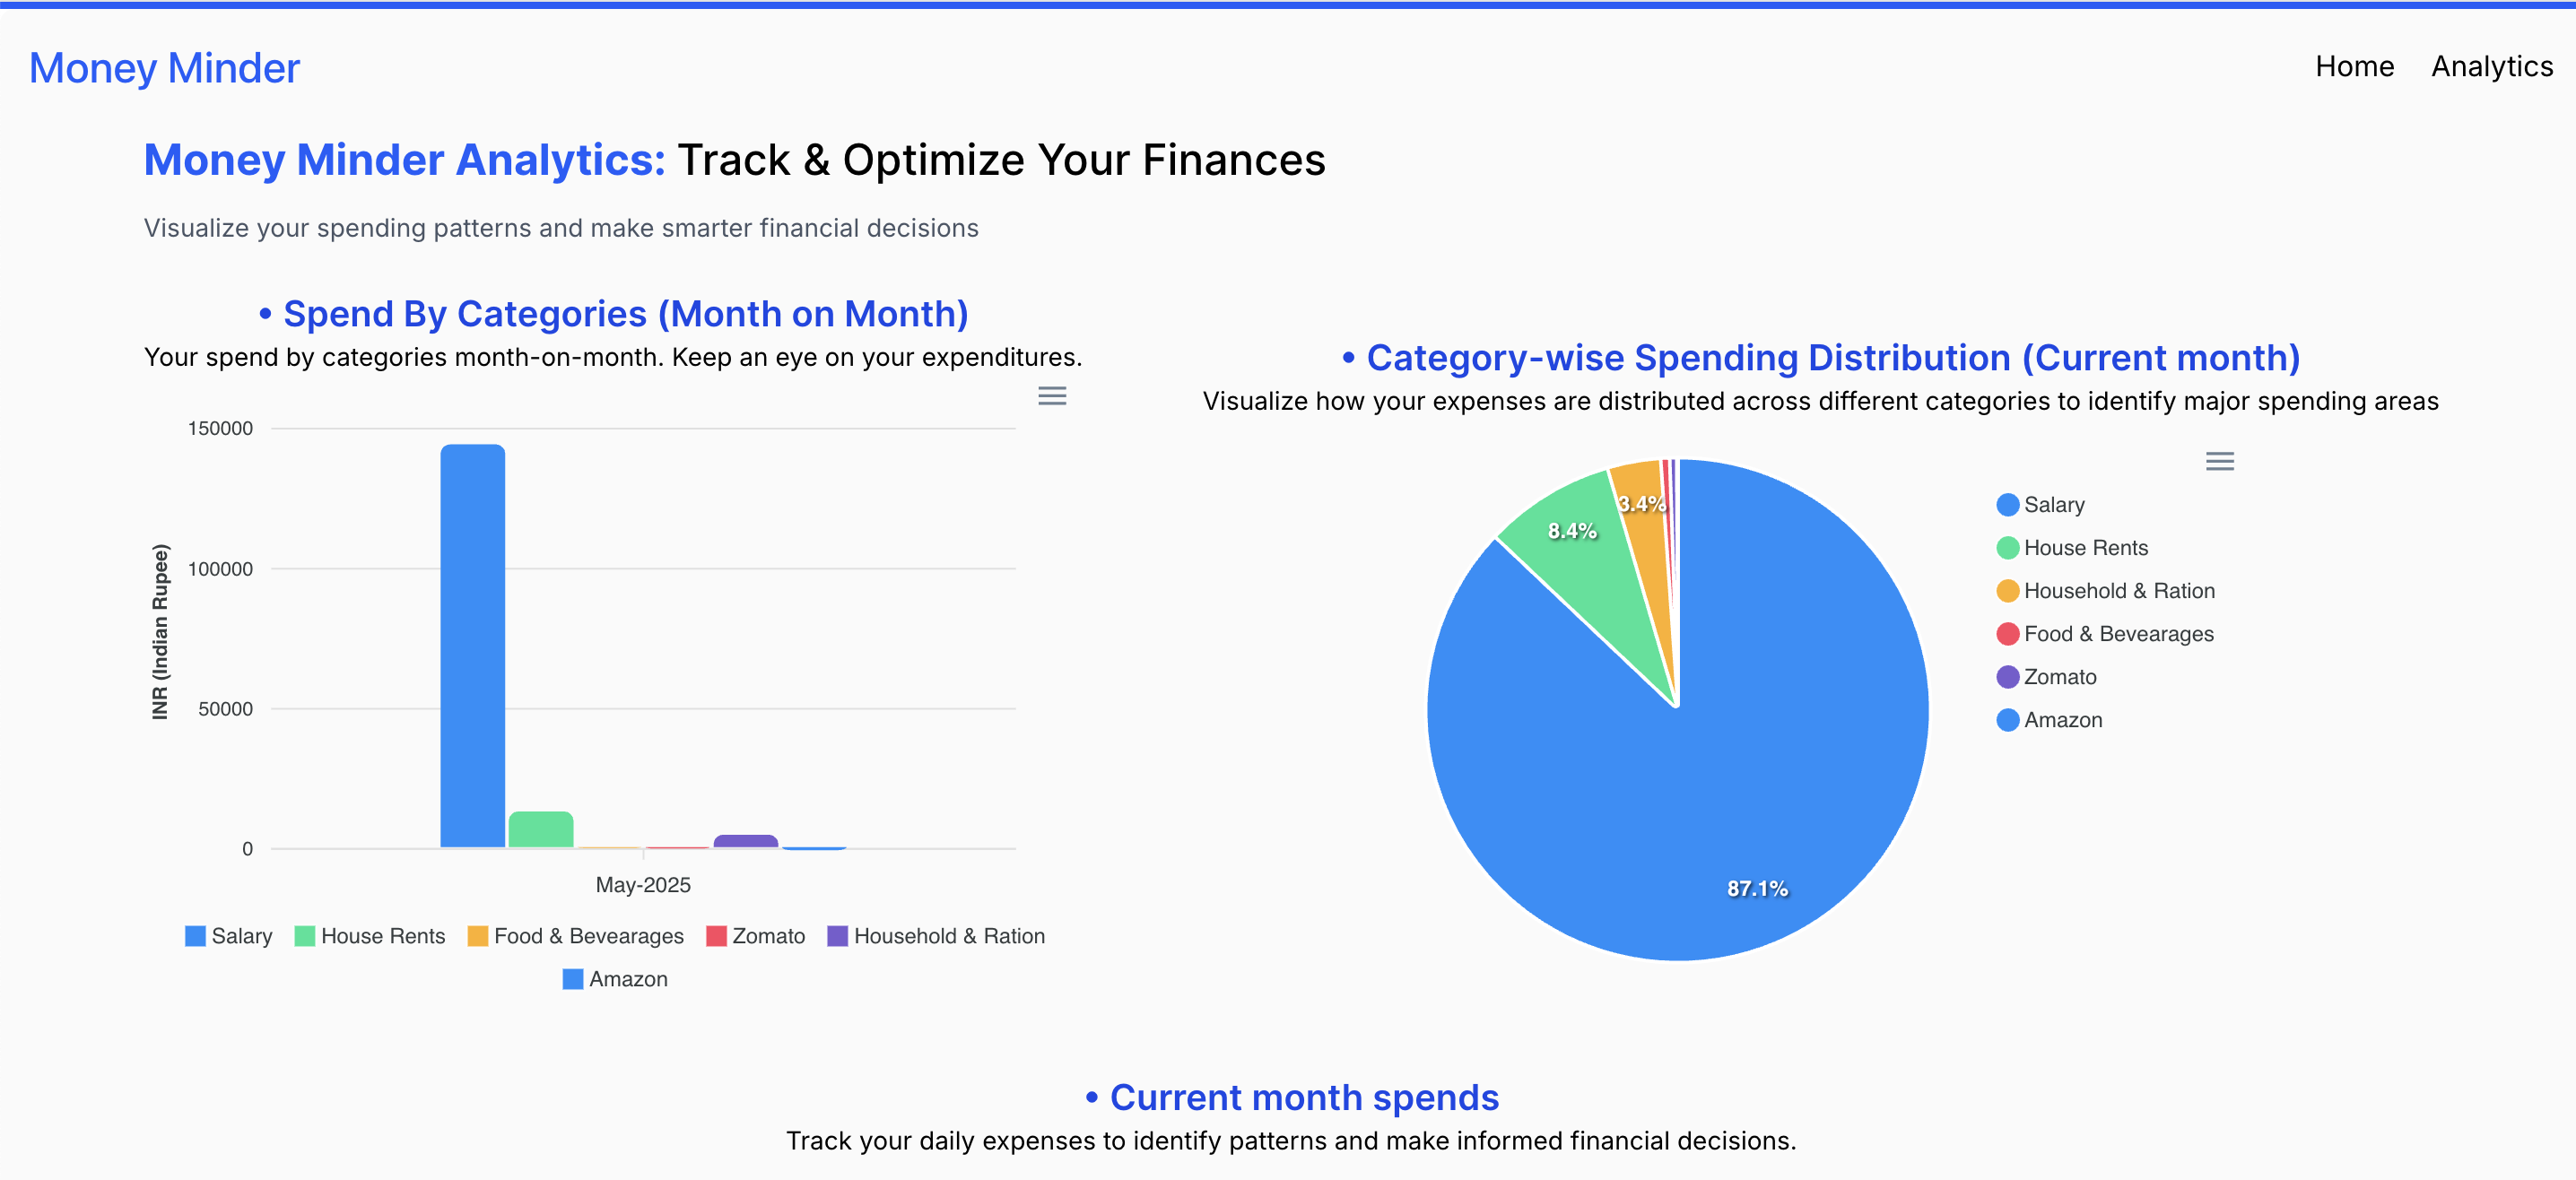 Money Minder
Home
Analytics
Money Minder Analytics: Track & Optimize Your Finances
Visualize your spending patterns and make smarter financial decisions
• Spend By Categories (Month on Month)
Your spend by categories month-on-month. Keep an eye on your expenditures.
150000
100000
50000
0
INR (Indian Rupee)
May-2025
Salary
House Rents
Food & Bevearages
Zomato
Household & Ration
Amazon
• Category-wise Spending Distribution (Current month)
Visualize how your expenses are distributed across different categories to identify major spending areas
8.4%
3.4%
87.1%
Salary
House Rents
Household & Ration
Food & Bevearages
Zomato
Amazon
• Current month spends
Track your daily expenses to identify patterns and make informed financial decisions.